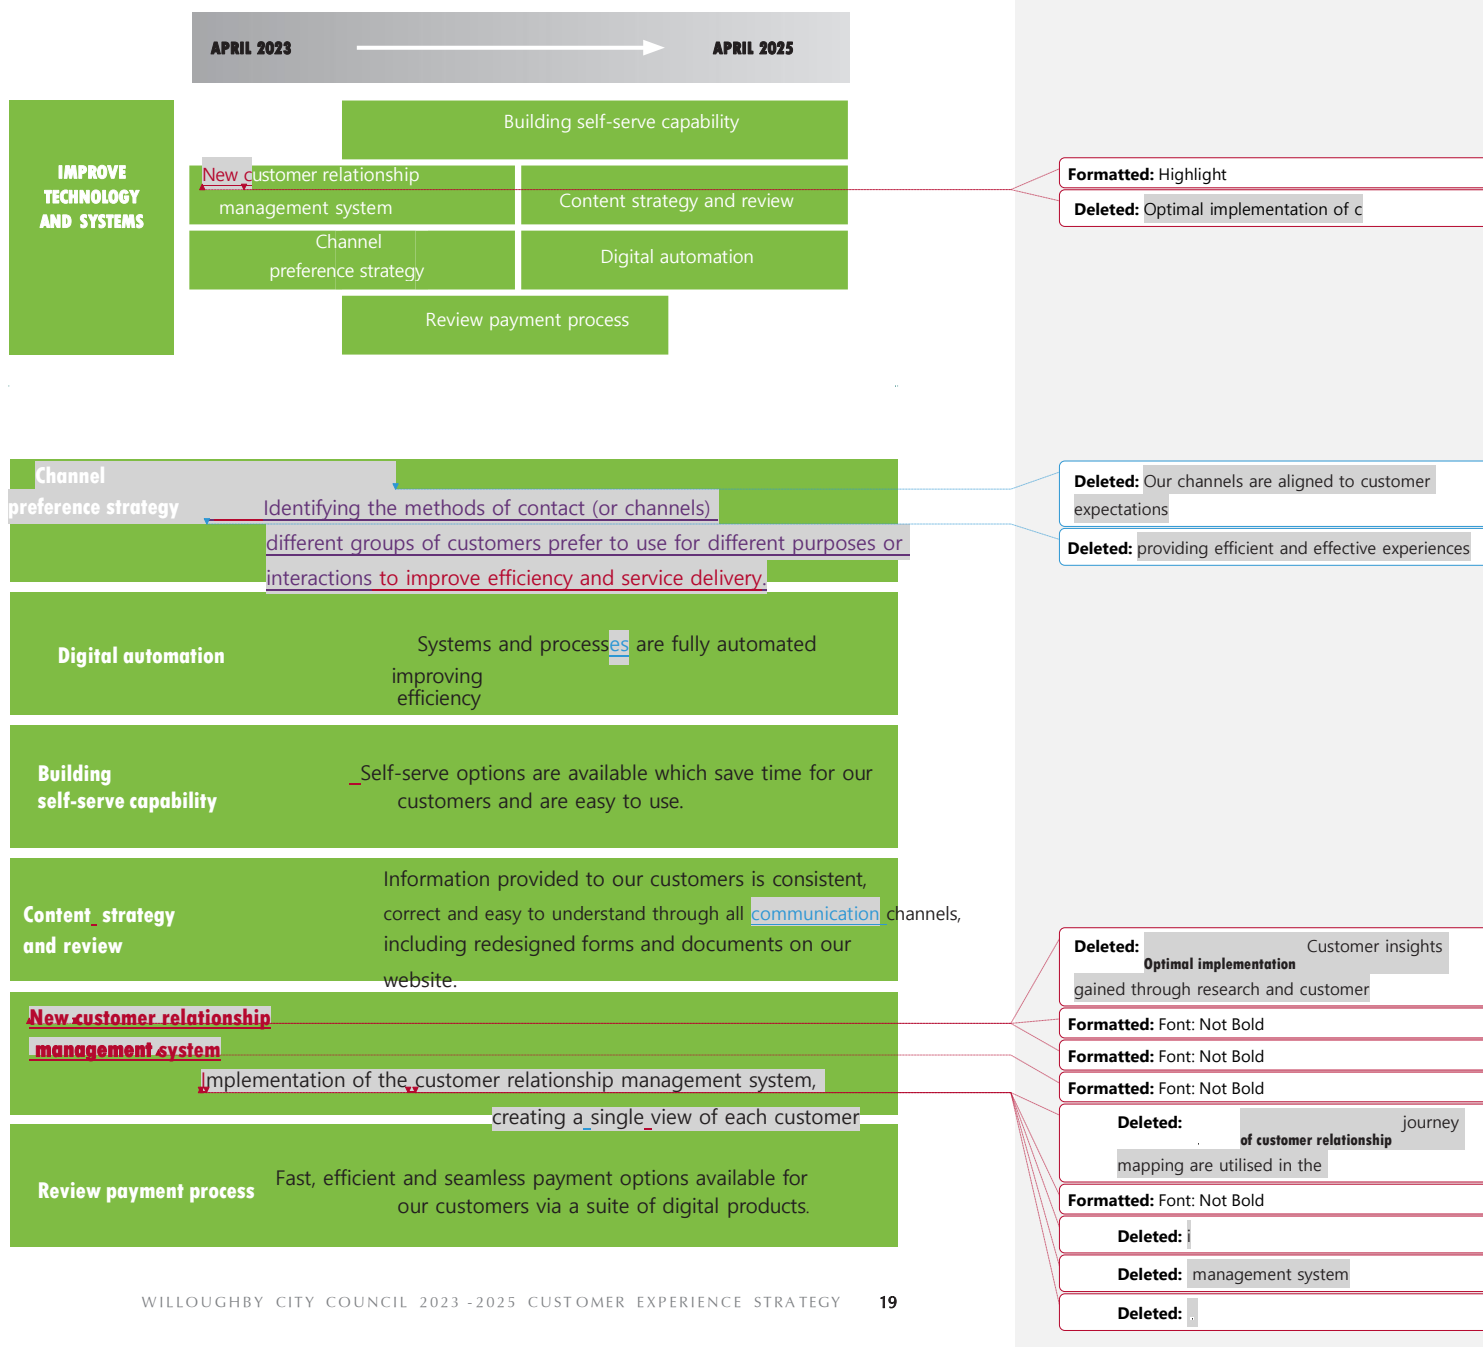 APRIL 2023
APRIL 2025
IMPROVE
TECHNOLOGY
AND SYSTEMS
Building self-serve capability
New customer relationship
management system
Content strategy and review
Channel
preference strategy
Digital automation
Review payment process
Formatted: Highlight
Deleted: Optimal implementation of c
Channel
preference strategy
Identifying the methods of contact (or channels)
different groups of customers prefer to use for different purposes or
interactions to improve efficiency and service delivery.
Deleted: Our channels are aligned to customer
expectations
Deleted: providing efficient and effective experiences
Digital automation
Systems and processes are fully automated
improving
efficiency
Building
self-serve capability
Self-serve options are available which save time for our
customers and are easy to use.
Content strategy
and review
Information provided to our customers is consistent,
correct and easy to understand through all communication channels,
including redesigned forms and documents on our
website.
New customer relationship
management system
Implementation of the customer relationship management system,
creating a single view of each customer
Review payment process
Fast, efficient and seamless payment options available for
our customers via a suite of digital products.
Deleted: Customer insights
Optimal implementation
gained through research and customer
Formatted: Font: Not Bold
Formatted: Font: Not Bold
Formatted: Font: Not Bold
Deleted: journey
. of customer relationship
mapping are utilised in the
Formatted: Font: Not Bold
Deleted: i
Deleted: management system
Deleted: .
WILLOUGHBY CITY COUNCIL 2023-2025 CUSTOMER EXPERIENCE STRATEGY 19